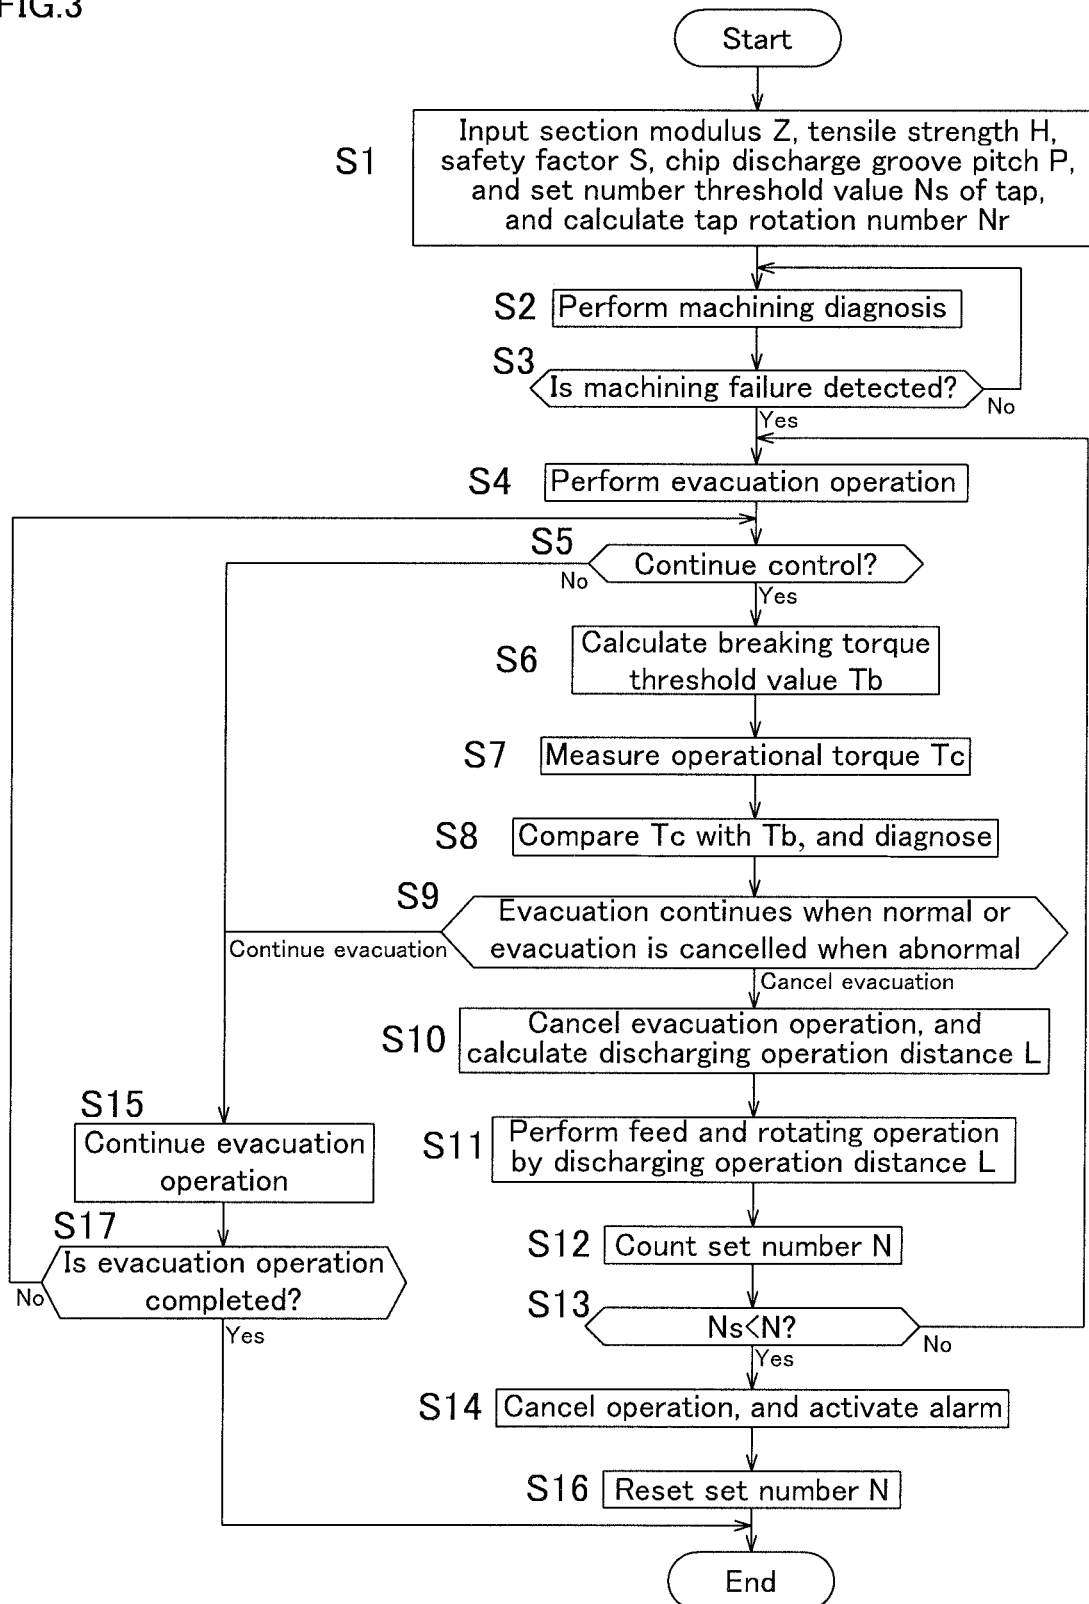 FIG.3
Start
S1
Input section modulus Z, tensile strength H,
safety factor S, chip discharge groove pitch P,
and set number threshold value Ns of tap,
and calculate tap rotation number Nr
S2
Perform machining diagnosis
S3
Is machining failure detected?
No
Yes
S4
Perform evacuation operation
S5
Continue control?
No
Yes
S6
Calculate breaking torque
threshold value Tb
S7
Measure operational torque Tc
S8
Compare Tc with Tb, and diagnose
S9
Evacuation continues when normal or
evacuation is cancelled when abnormal
Continue evacuation
Cancel evacuation
S10
Cancel evacuation operation, and
calculate discharging operation distance L
S15
Continue evacuation
operation
S11
Perform feed and rotating operation
by discharging operation distance L
S17
Is evacuation operation
completed?
No
Yes
S12
Count set number N
S13
Ns<N?
No
Yes
S14
Cancel operation, and activate alarm
S16
Reset set number N
End